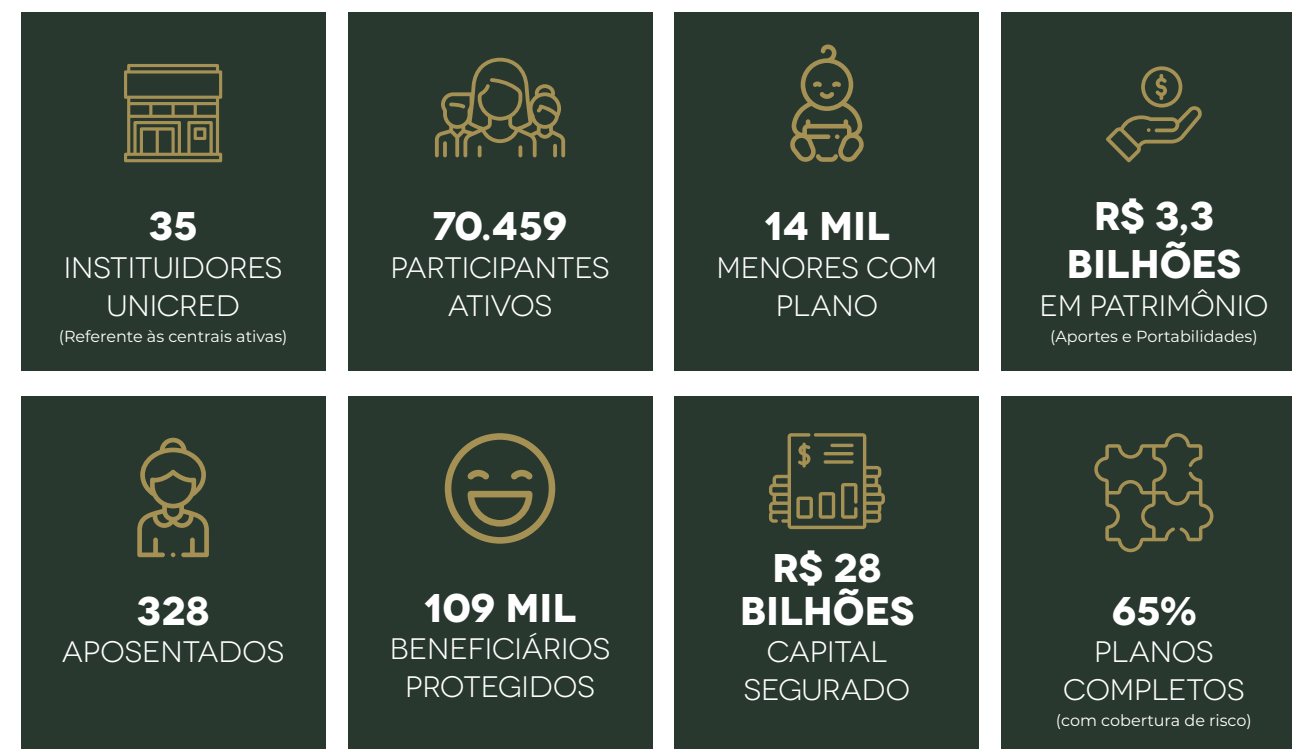 35
INSTITUIDORES
UNICRED
(Referente às centrais ativas)
70.459
PARTICIPANTES
ATIVOS
14 MIL
MENORES COM
PLANO
R$ 3,3
BILHÕES
EM PATRIMÔNIO
(Aportes e Portabilidades)
328
APOSENTADOS
109 MIL
BENEFICIÁRIOS
PROTEGIDOS
$
R$ 28
BILHÕES
CAPITAL
SEGURADO
65%
PLANOS
COMPLETOS
(com cobertura de risco)